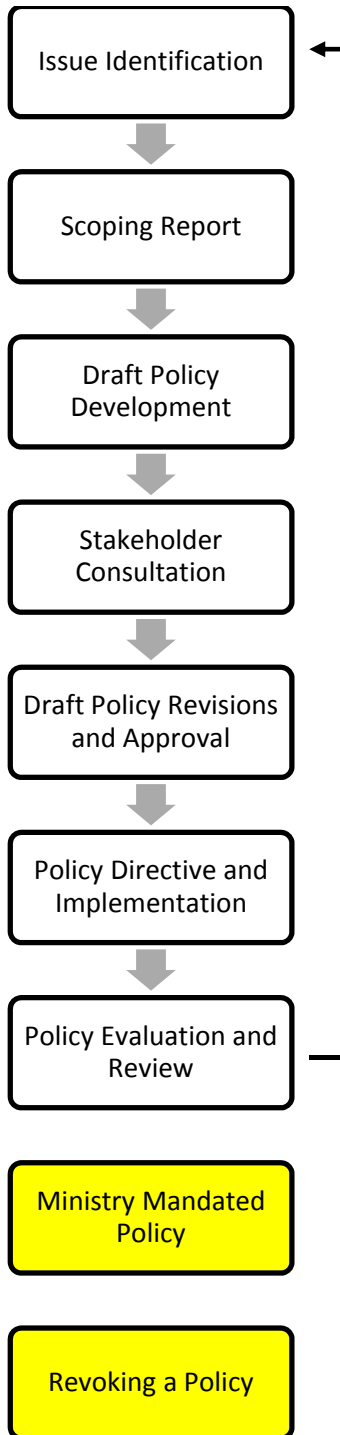 Issue Identification
Scoping Report
Draft Policy
Development
Stakeholder
Consultation
Draft Policy Revisions
and Approval
Policy Directive and
Implementation
Policy Evaluation and
Review
Ministry Mandated
Policy
Revoking a Policy